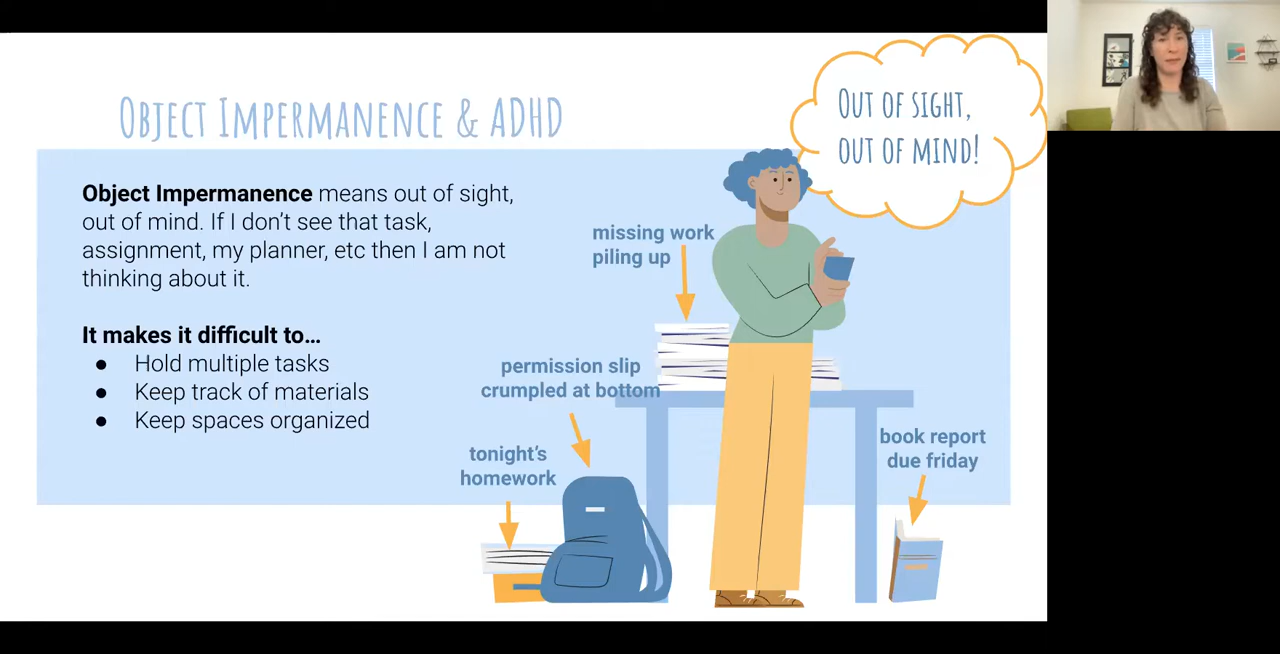 Object Impermanence & ADHD
Out of sight,
out of mind!
Object Impermanence means out of sight,
out of mind. If I don’t see that task,
assignment, my planner, etc then I am not
thinking about it.
It makes it difficult to…
● Hold multiple tasks
● Keep track of materials
● Keep spaces organized
missing work
piling up
permission slip
crumpled at bottom
tonight’s
homework
book report
due friday